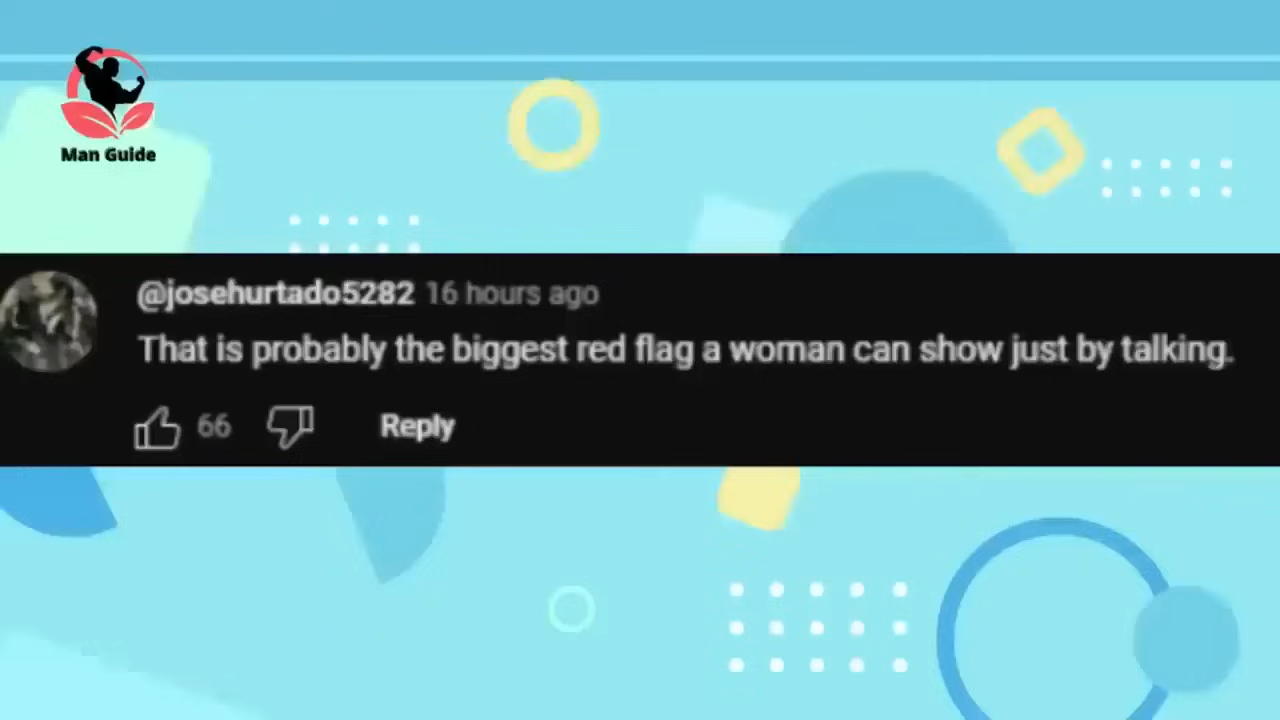 Man Guide
@josehurtado5282 16 hours ago
That is probably the biggest red flag a woman can show just by talking.
66 Reply